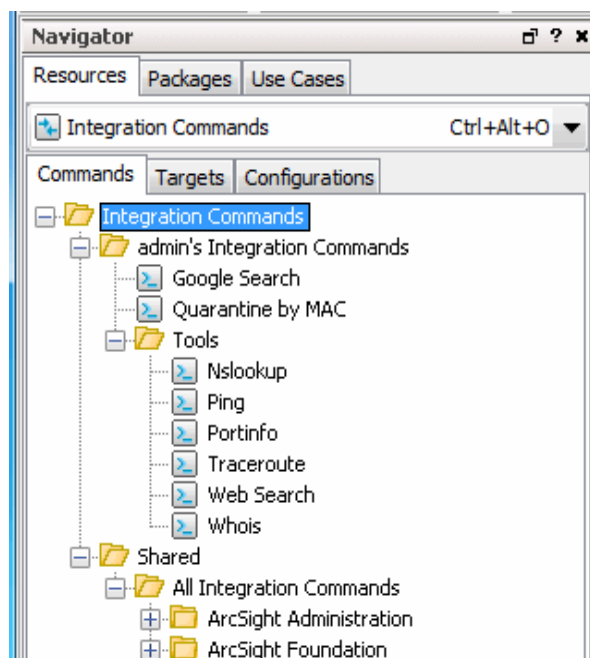 Navigator
Resources Packages Use Cases
Integration Commands Ctrl+Alt+O
Commands Targets Configurations
Integration Commands
admin's Integration Commands
Google Search
Quarantine by MAC
Tools
Nslookup
Ping
Portinfo
Traceroute
Web Search
Whois
Shared
All Integration Commands
ArcSight Administration
ArcSight Foundation